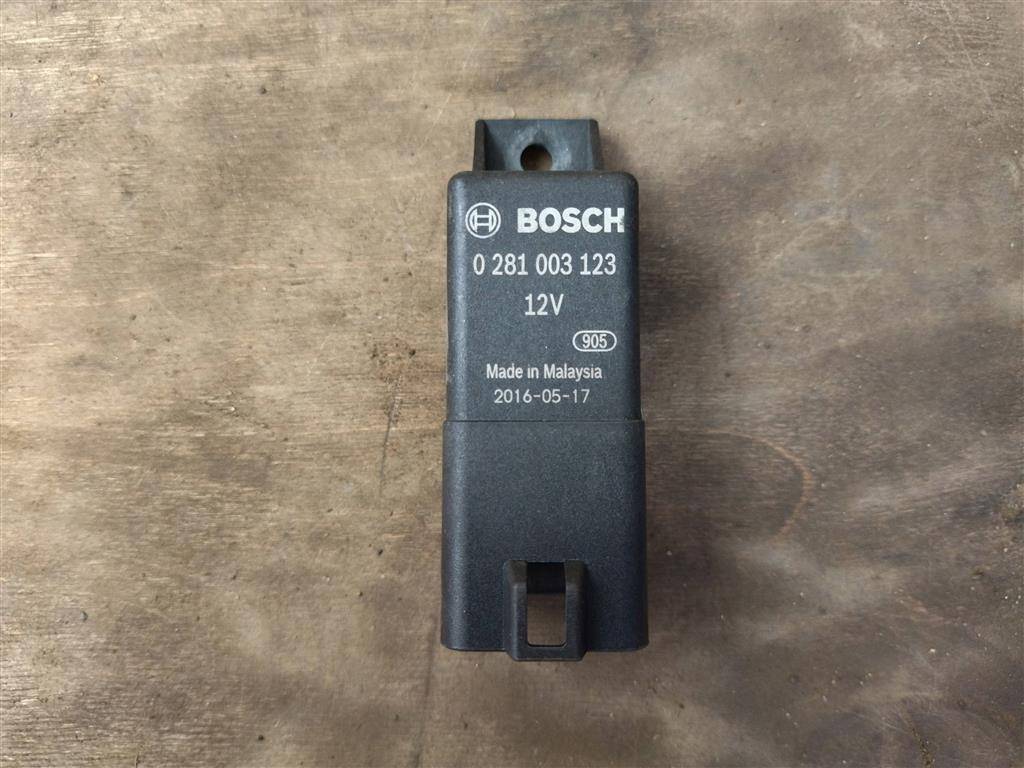 BOSCH
0 281 003 123
12V
905
Made in Malaysia
2016-05-17